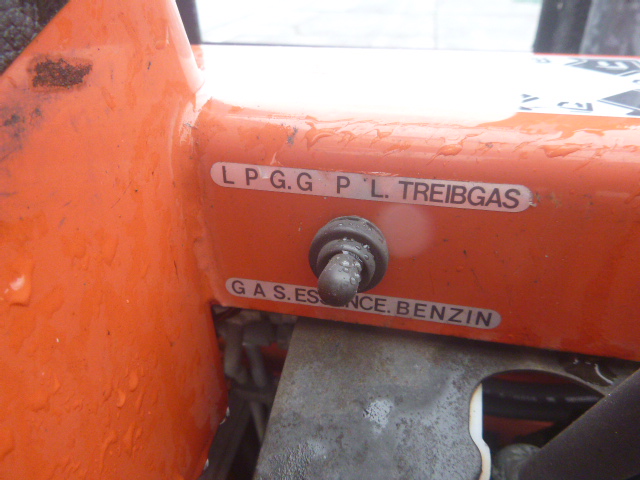 L P G.G P L. TREIBGAS
G A S.ESSENCE.BENZIN